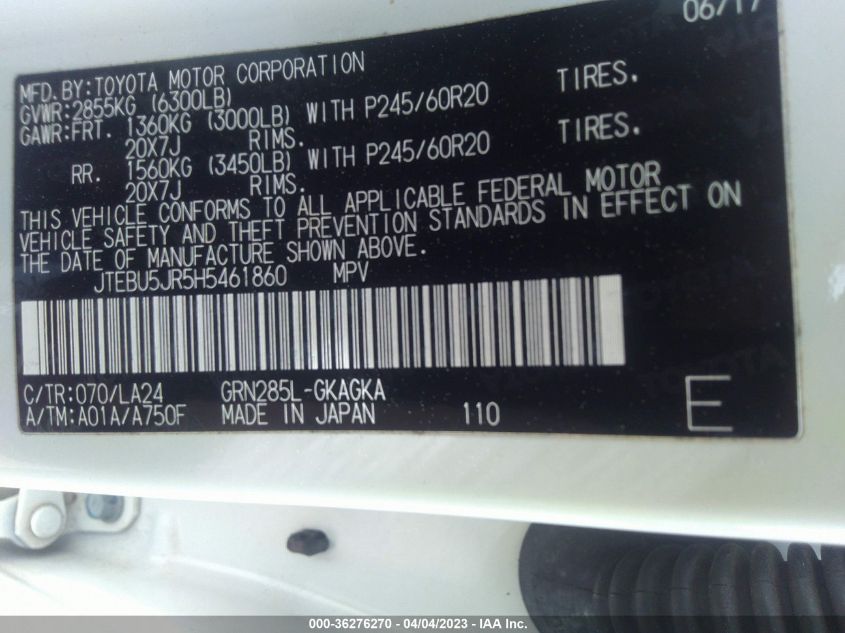 06/17
MFD. BY: TOYOTA MOTOR CORPORATION
GVWR: 2855KG (6300LB)
GAWR: FRT. 1360KG (3000LB) WITH P245/60R20 TIRES.
20X7J RIMS.
RR. 1560KG (3450LB) WITH P245/60R20 TIRES.
20X7J RIMS.
THIS VEHICLE CONFORMS TO ALL APPLICABLE FEDERAL MOTOR
VEHICLE SAFETY AND THEFT PREVENTION STANDARDS IN EFFECT ON
THE DATE OF MANUFACTURE SHOWN ABOVE.
JTEBU5JR5H5461860 MPV
C/TR: 070/LA24 GRN285L-GKAGKA
A/TM: A01A/A750F MADE IN JAPAN 110
E
000-36276270 - 04/04/2023 - IAA Inc.